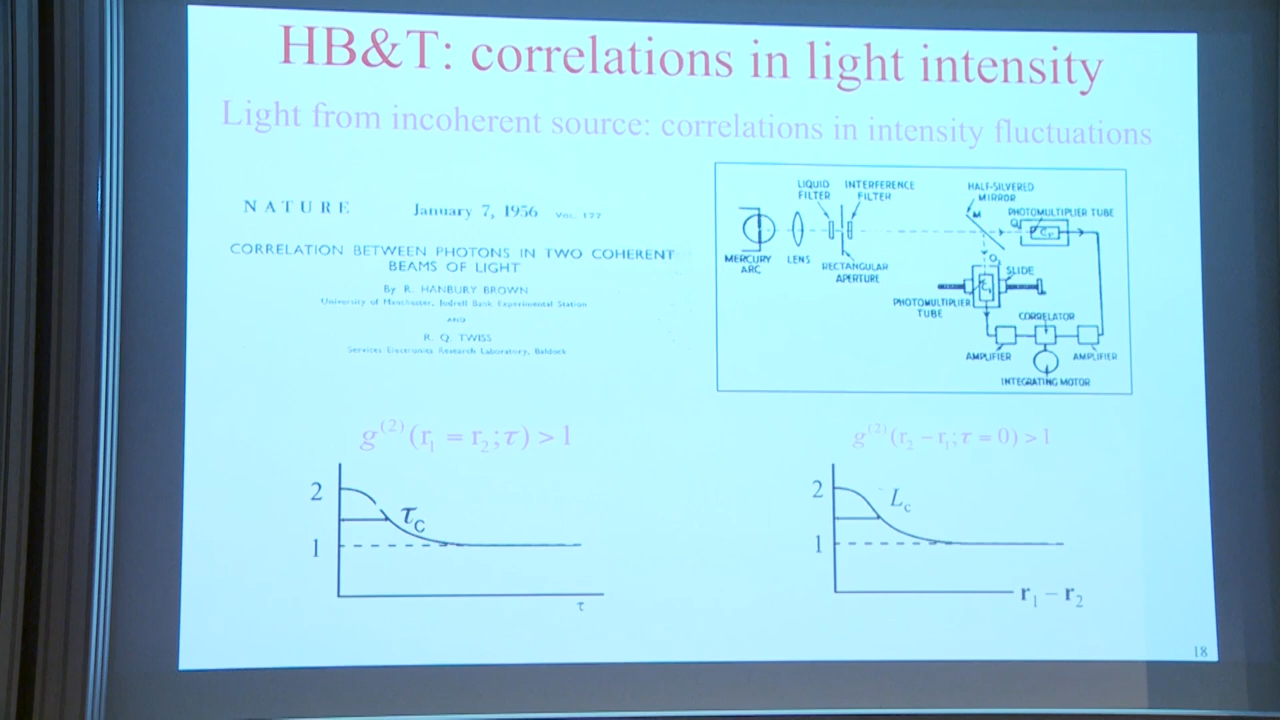 HB&T: correlations in light intensity
Light from incoherent source: correlations in intensity fluctuations
NATURE January 7, 1956 VOL. 177
CORRELATION BETWEEN PHOTONS IN TWO COHERENT
BEAMS OF LIGHT
By R. HANBURY BROWN
University of Manchester, Jodrell Bank Experimental Station
AND
R. Q. TWISS
Services Electronics Research Laboratory, Baldock
LIQUID FILTER
INTERFERENCE FILTER
HALF-SILVERED MIRROR
M
PHOTOMULTIPLIER TUBE
MERCURY ARC
LENS
RECTANGULAR APERTURE
SLIDE
PHOTOMULTIPLIER TUBE
CORRELATOR
AMPLIFIER
AMPLIFIER
INTEGRATING MOTOR
g⁽²⁾(r₁ = r₂; τ) > 1
2
τc
1
τ
g⁽²⁾(r₂ − r₁; τ = 0) > 1
2
Lc
1
r₁ − r₂
18